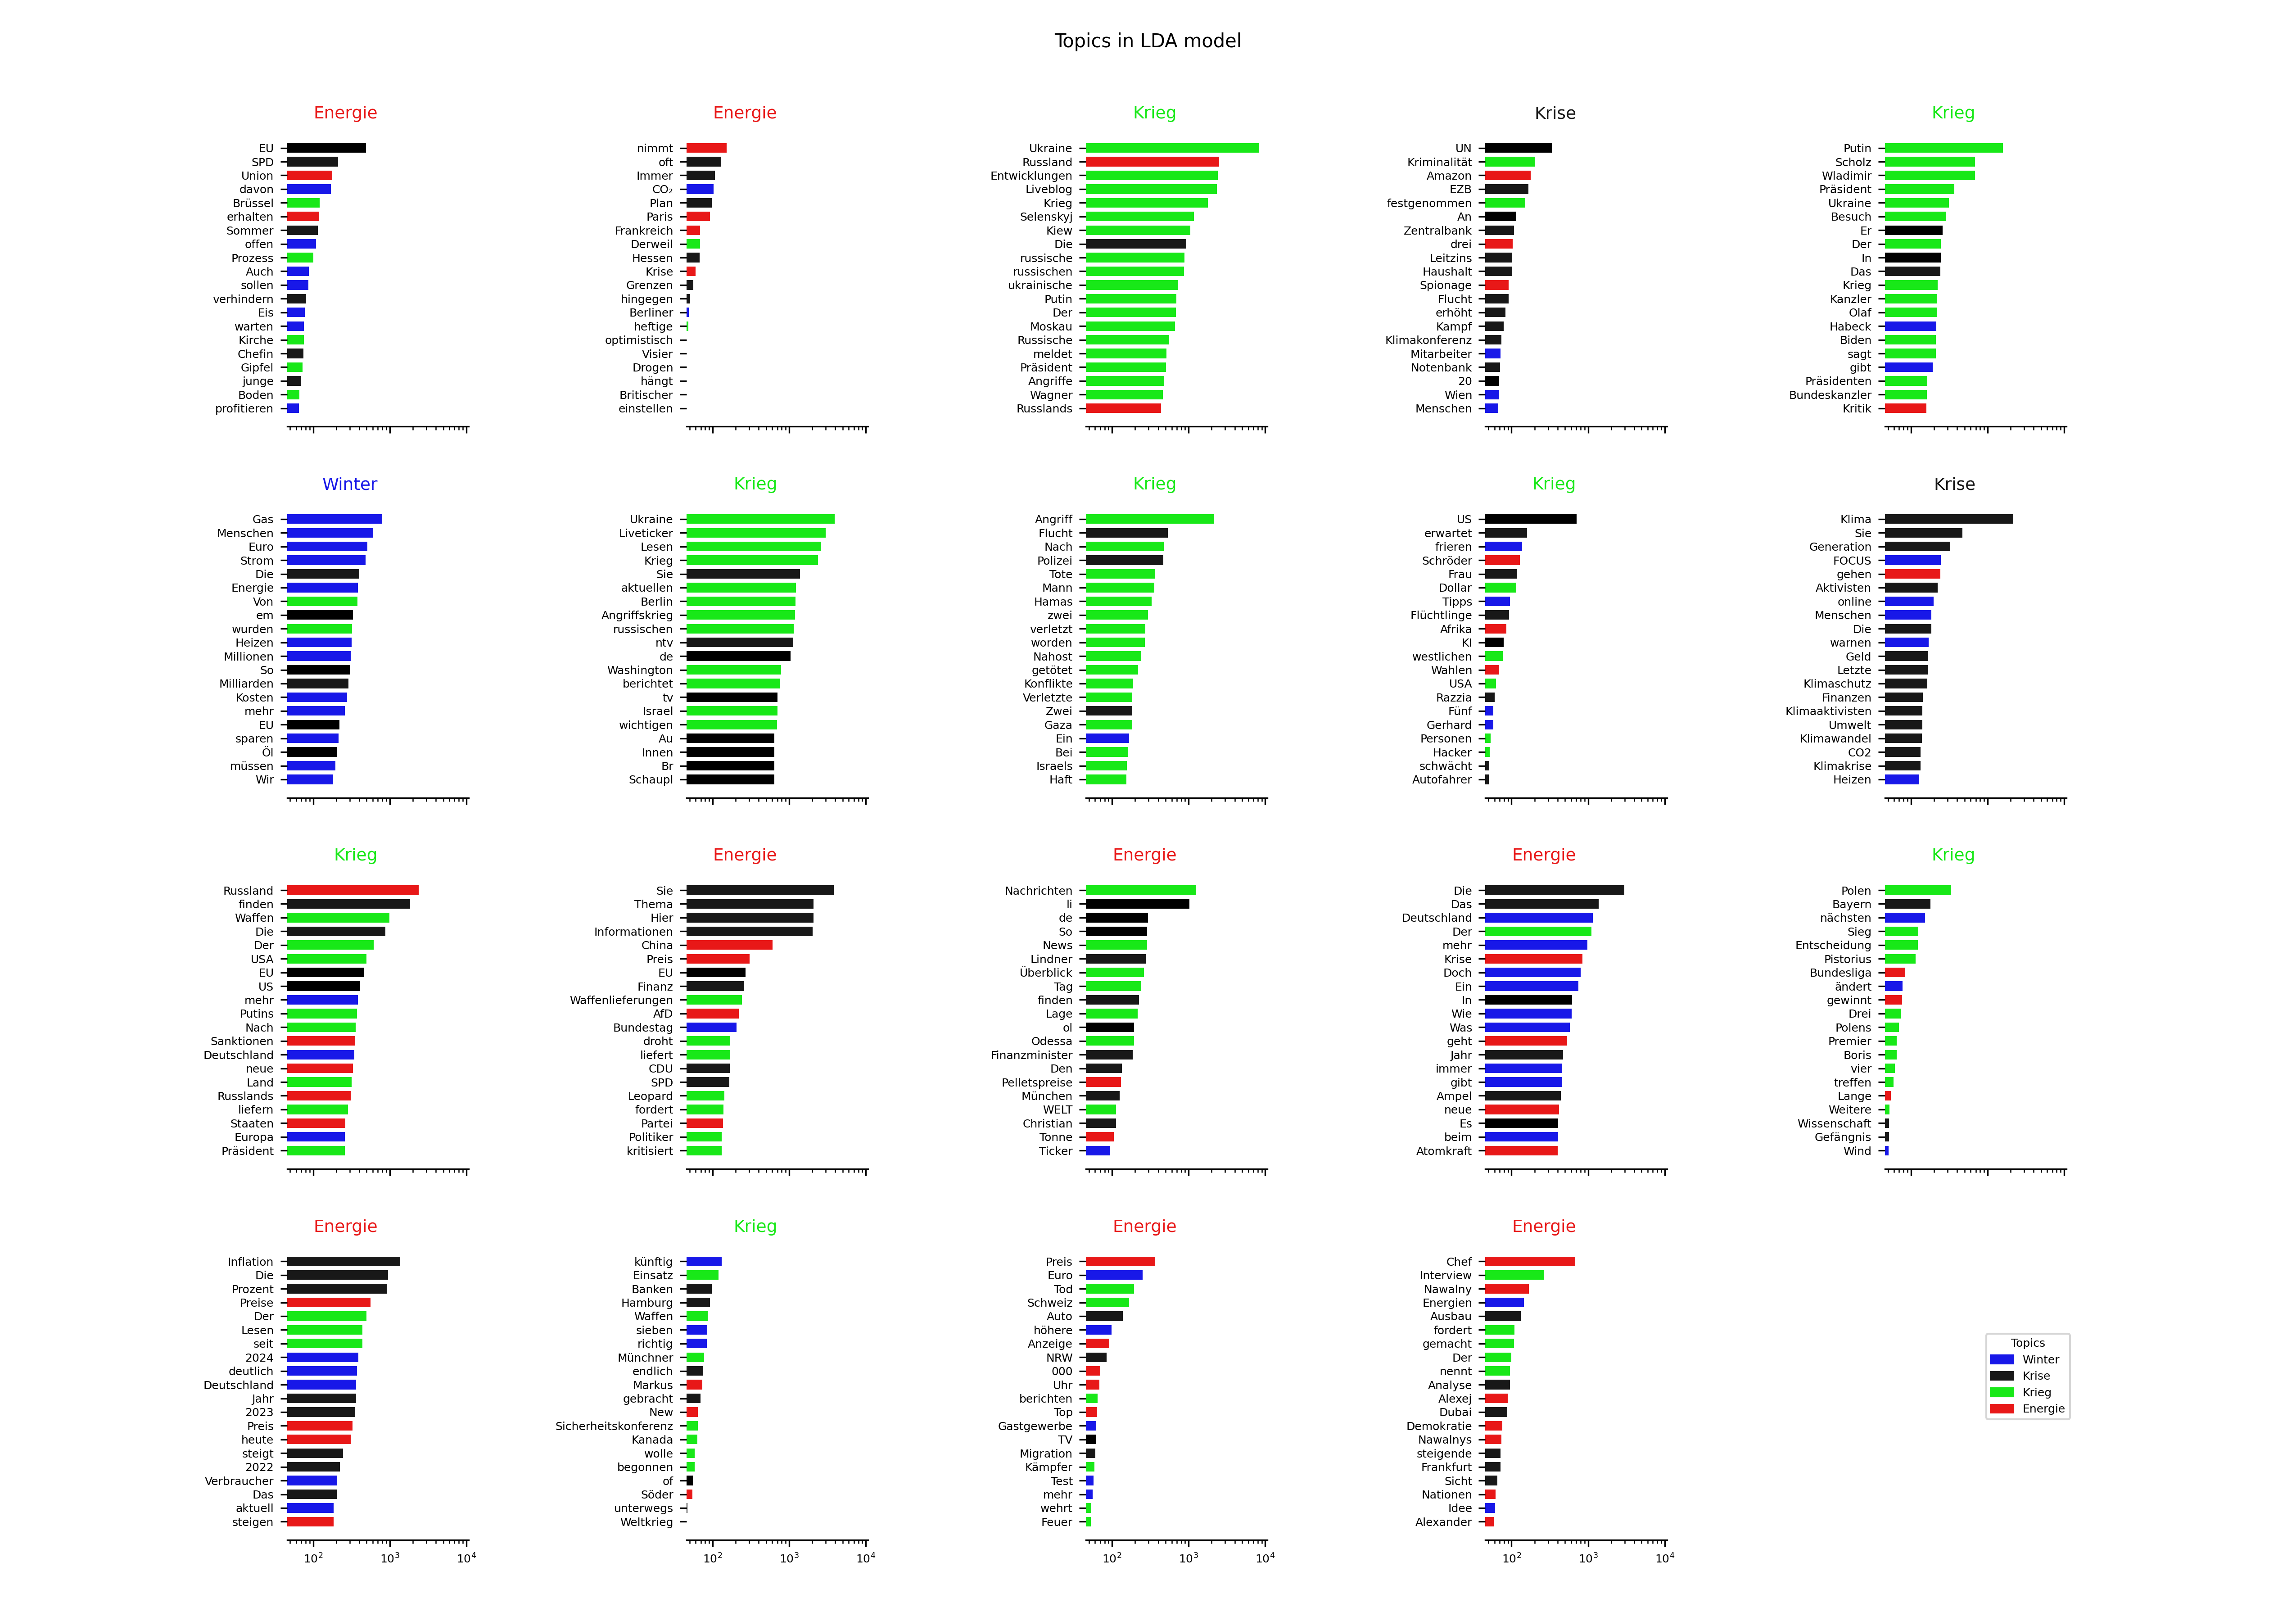 Topics in LDA model
Energie
EU
SPD
Union
davon
Brüssel
erhalten
Sommer
offen
Prozess
Auch
sollen
verhindern
Eis
warten
Kirche
Chefin
Gipfel
junge
Boden
profitieren
Energie
nimmt
oft
Immer
CO₂
Plan
Paris
Frankreich
Derweil
Hessen
Krise
Grenzen
hingegen
Berliner
heftige
optimistisch
Visier
Drogen
hängt
Britischer
einstellen
Krieg
Ukraine
Russland
Entwicklungen
Liveblog
Krieg
Selenskyj
Kiew
Die
russische
russischen
ukrainische
Putin
Der
Moskau
Russische
meldet
Präsident
Angriffe
Wagner
Russlands
Krise
UN
Kriminalität
Amazon
EZB
festgenommen
An
Zentralbank
drei
Leitzins
Haushalt
Spionage
Flucht
erhöht
Kampf
Klimakonferenz
Mitarbeiter
Notenbank
20
Wien
Menschen
Krieg
Putin
Scholz
Wladimir
Präsident
Ukraine
Besuch
Er
Der
In
Das
Krieg
Kanzler
Olaf
Habeck
Biden
sagt
gibt
Präsidenten
Bundeskanzler
Kritik
Winter
Gas
Menschen
Euro
Strom
Die
Energie
Von
em
wurden
Heizen
Millionen
So
Milliarden
Kosten
mehr
EU
sparen
Öl
müssen
Wir
Krieg
Ukraine
Liveticker
Lesen
Krieg
Sie
aktuellen
Berlin
Angriffskrieg
russischen
ntv
de
Washington
berichtet
tv
Israel
wichtigen
Au
Innen
Br
Schaupl
Krieg
Angriff
Flucht
Nach
Polizei
Tote
Mann
Hamas
zwei
verletzt
worden
Nahost
getötet
Konflikte
Verletzte
Zwei
Gaza
Ein
Bei
Israels
Haft
Krieg
US
erwartet
frieren
Schröder
Frau
Dollar
Tipps
Flüchtlinge
Afrika
KI
westlichen
Wahlen
USA
Razzia
Fünf
Gerhard
Personen
Hacker
schwächt
Autofahrer
Krise
Klima
Sie
Generation
FOCUS
gehen
Aktivisten
online
Menschen
Die
warnen
Geld
Letzte
Klimaschutz
Finanzen
Klimaaktivisten
Umwelt
Klimawandel
CO2
Klimakrise
Heizen
Krieg
Russland
finden
Waffen
Die
Der
USA
EU
US
mehr
Putins
Nach
Sanktionen
Deutschland
neue
Land
Russlands
liefern
Staaten
Europa
Präsident
Energie
Sie
Thema
Hier
Informationen
China
Preis
EU
Finanz
Waffenlieferungen
AfD
Bundestag
droht
liefert
CDU
SPD
Leopard
fordert
Partei
Politiker
kritisiert
Energie
Nachrichten
li
de
So
News
Lindner
Überblick
Tag
finden
Lage
ol
Odessa
Finanzminister
Den
Pelletspreise
München
WELT
Christian
Tonne
Ticker
Energie
Die
Das
Deutschland
Der
mehr
Krise
Doch
Ein
In
Wie
Was
geht
Jahr
immer
gibt
Ampel
neue
Es
beim
Atomkraft
Krieg
Polen
Bayern
nächsten
Sieg
Entscheidung
Pistorius
Bundesliga
ändert
gewinnt
Drei
Polens
Premier
Boris
vier
treffen
Lange
Weitere
Wissenschaft
Gefängnis
Wind
Energie
Inflation
Die
Prozent
Preise
Der
Lesen
seit
2024
deutlich
Deutschland
Jahr
2023
Preis
heute
steigt
2022
Verbraucher
Das
aktuell
steigen
10² 10³ 10⁴
Krieg
künftig
Einsatz
Banken
Hamburg
Waffen
sieben
richtig
Münchner
endlich
Markus
gebracht
New
Sicherheitskonferenz
Kanada
wolle
begonnen
of
Söder
unterwegs
Weltkrieg
10² 10³ 10⁴
Energie
Preis
Euro
Tod
Schweiz
Auto
höhere
Anzeige
NRW
000
Uhr
berichten
Top
Gastgewerbe
TV
Migration
Kämpfer
Test
mehr
wehrt
Feuer
10² 10³ 10⁴
Energie
Chef
Interview
Nawalny
Energien
Ausbau
fordert
gemacht
Der
nennt
Analyse
Alexej
Dubai
Demokratie
Nawalnys
steigende
Frankfurt
Sicht
Nationen
Idee
Alexander
10² 10³ 10⁴
Topics
Winter
Krise
Krieg
Energie